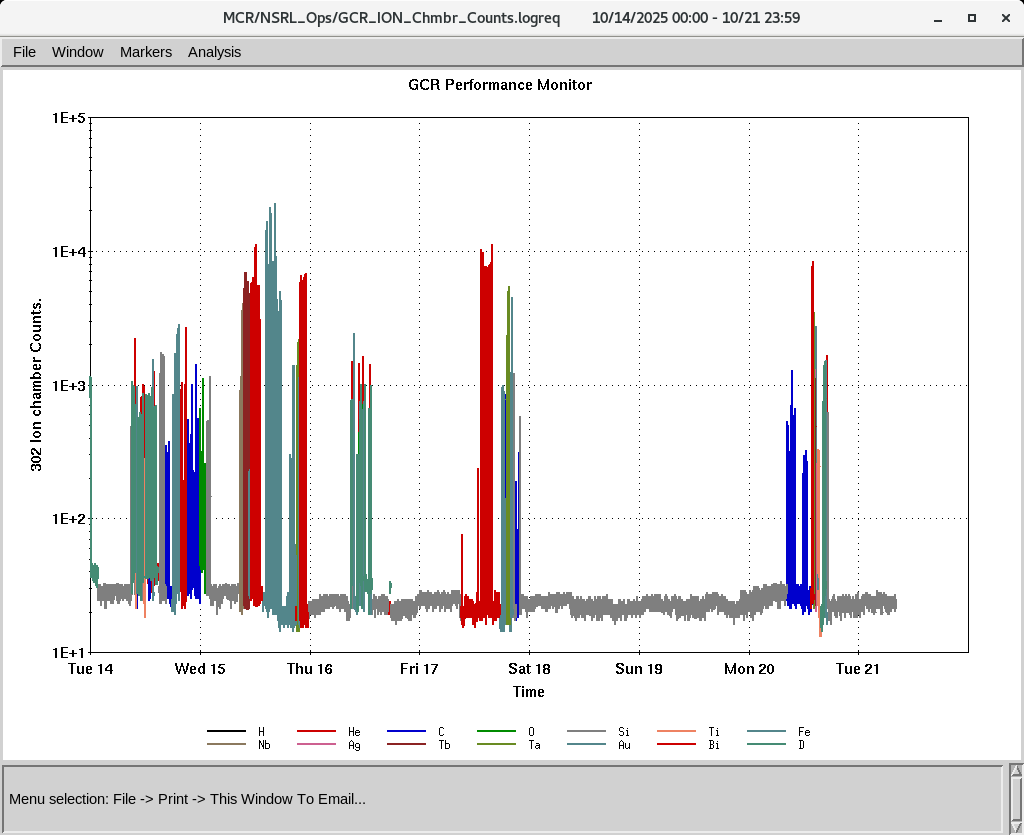 MCR/NSRL_Ops/GCR_ION_Chmbr_Counts.logreq 10/14/2025 00:00 - 10/21 23:59
File Window Markers Analysis
GCR Performance Monitor
1E+5
1E+4
1E+3
1E+2
1E+1
302 Ion chamber Counts.
Tue 14 Wed 15 Thu 16 Fri 17 Sat 18 Sun 19 Mon 20 Tue 21
Time
H He C O Si Ti Fe
Nb Ag Tb Ta Au Bi D
Menu selection: File -> Print -> This Window To Email...